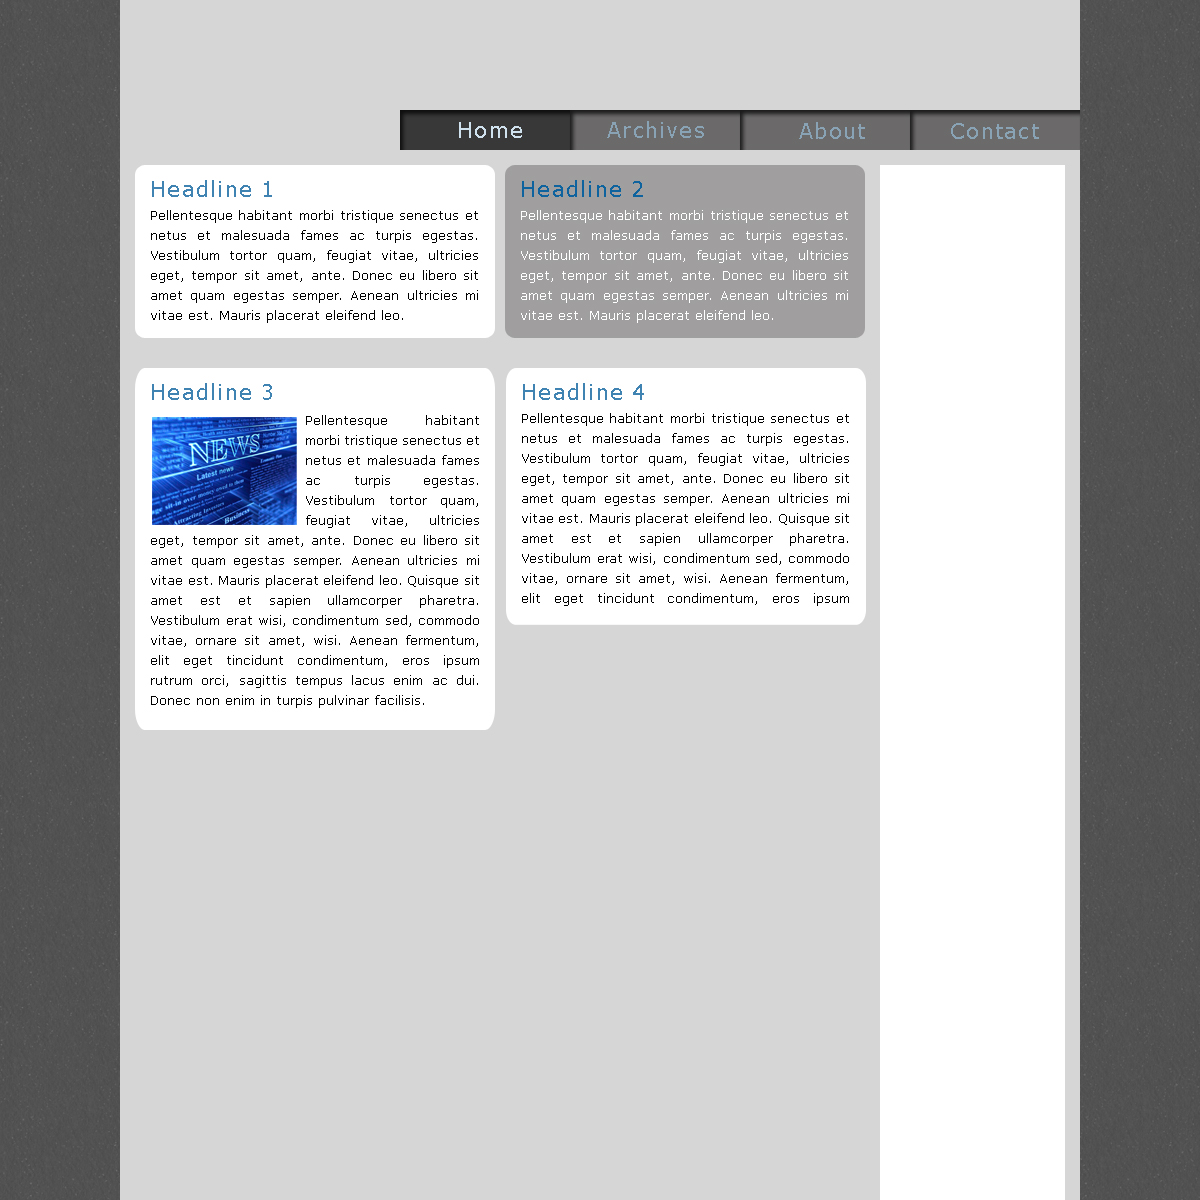 Home Archives About Contact
Headline 1
Pellentesque habitant morbi tristique senectus et
netus et malesuada fames ac turpis egestas.
Vestibulum tortor quam, feugiat vitae, ultricies
eget, tempor sit amet, ante. Donec eu libero sit
amet quam egestas semper. Aenean ultricies mi
vitae est. Mauris placerat eleifend leo.
Headline 2
Pellentesque habitant morbi tristique senectus et
netus et malesuada fames ac turpis egestas.
Vestibulum tortor quam, feugiat vitae, ultricies
eget, tempor sit amet, ante. Donec eu libero sit
amet quam egestas semper. Aenean ultricies mi
vitae est. Mauris placerat eleifend leo.
Headline 3
NEWS
Latest news
Business
Pellentesque habitant
morbi tristique senectus et
netus et malesuada fames
ac turpis egestas.
Vestibulum tortor quam,
feugiat vitae, ultricies
eget, tempor sit amet, ante. Donec eu libero sit
amet quam egestas semper. Aenean ultricies mi
vitae est. Mauris placerat eleifend leo. Quisque sit
amet est et sapien ullamcorper pharetra.
Vestibulum erat wisi, condimentum sed, commodo
vitae, ornare sit amet, wisi. Aenean fermentum,
elit eget tincidunt condimentum, eros ipsum
rutrum orci, sagittis tempus lacus enim ac dui.
Donec non enim in turpis pulvinar facilisis.
Headline 4
Pellentesque habitant morbi tristique senectus et
netus et malesuada fames ac turpis egestas.
Vestibulum tortor quam, feugiat vitae, ultricies
eget, tempor sit amet, ante. Donec eu libero sit
amet quam egestas semper. Aenean ultricies mi
vitae est. Mauris placerat eleifend leo. Quisque sit
amet est et sapien ullamcorper pharetra.
Vestibulum erat wisi, condimentum sed, commodo
vitae, ornare sit amet, wisi. Aenean fermentum,
elit eget tincidunt condimentum, eros ipsum